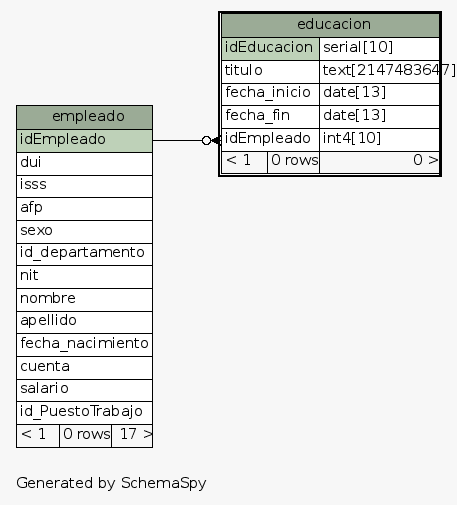 educacion
idEducacion serial[10]
titulo text[2147483647]
fecha_inicio date[13]
fecha_fin date[13]
idEmpleado int4[10]
< 1 0 rows 0 >
empleado
idEmpleado
dui
isss
afp
sexo
id_departamento
nit
nombre
apellido
fecha_nacimiento
cuenta
salario
id_PuestoTrabajo
< 1 0 rows 17 >
Generated by SchemaSpy